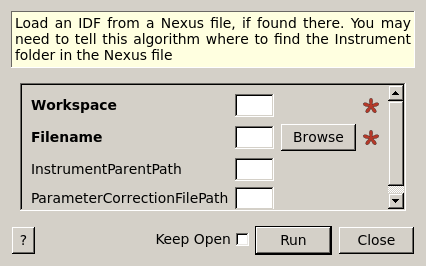 Load an IDF from a Nexus file, if found there. You may
need to tell this algorithm where to find the Instrument
folder in the Nexus file
Workspace
Filename
Browse
InstrumentParentPath
ParameterCorrectionFilePath
?
Keep Open
Run
Close